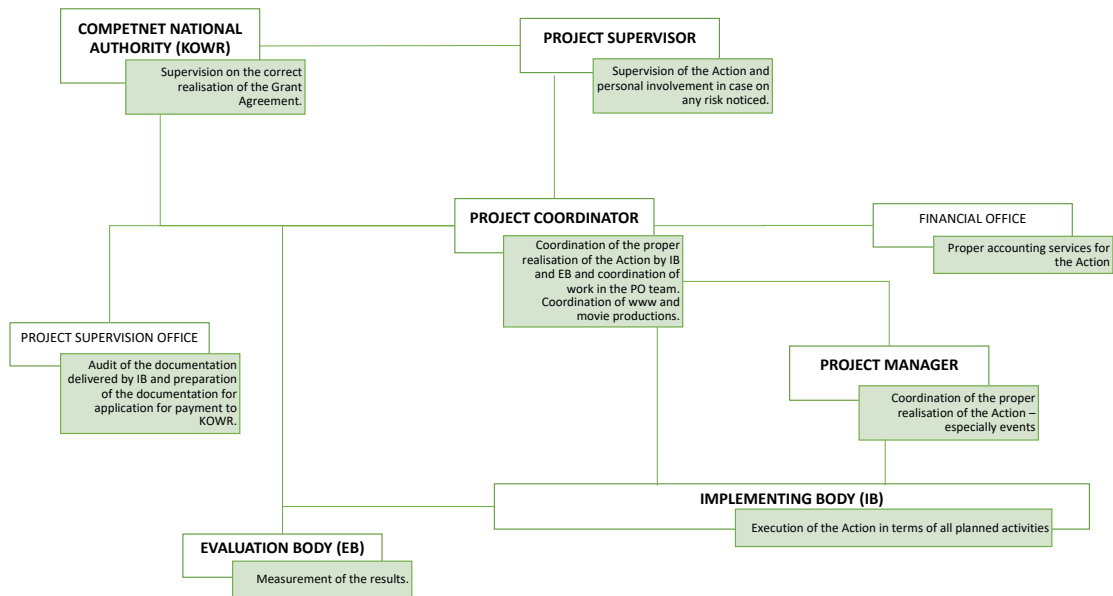 COMPETNET NATIONAL
AUTHORITY (KOWR)
Supervision on the correct
realisation of the Grant
Agreement.
PROJECT SUPERVISOR
Supervision of the Action and
personal involvement in case on
any risk noticed.
PROJECT COORDINATOR
Coordination of the proper
realisation of the Action by IB
and EB and coordination of
work in the PO team.
Coordination of www and
movie productions.
FINANCIAL OFFICE
Proper accounting services for
the Action
PROJECT SUPERVISION OFFICE
Audit of the documentation
delivered by IB and preparation
of the documentation for
application for payment to
KOWR.
PROJECT MANAGER
Coordination of the proper
realisation of the Action –
especially events
IMPLEMENTING BODY (IB)
Execution of the Action in terms of all planned activities
EVALUATION BODY (EB)
Measurement of the results.